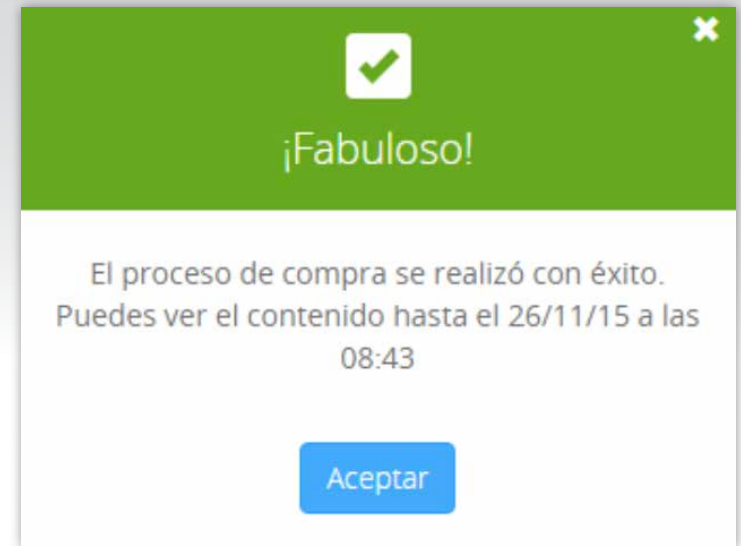 ¡Fabuloso!
El proceso de compra se realizó con éxito.
Puedes ver el contenido hasta el 26/11/15 a las
08:43
Aceptar